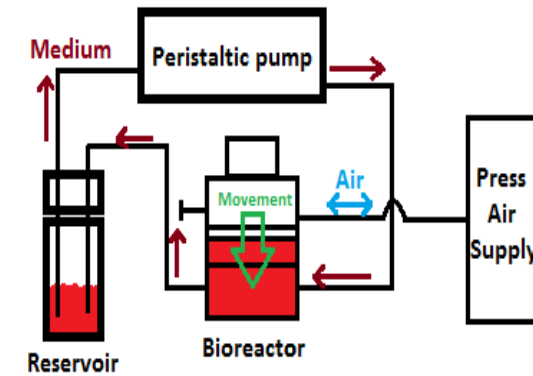 Medium
Peristaltic pump
Air
Movement
Press
Air
Supply
Bioreactor
Reservoir